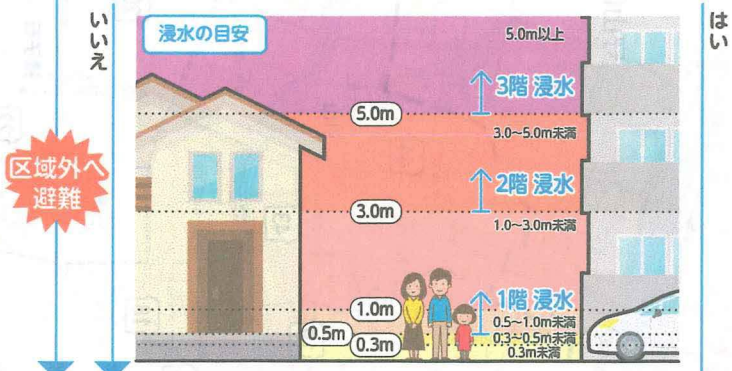 いいえ
はい
浸水の目安
5.0m以上
3階 浸水
5.0m
3.0~5.0m未満
2階 浸水
3.0m
1.0~3.0m未満
1階 浸水
1.0m
0.5~1.0m未満
0.5m
0.3~0.5m未満
0.3m
0.3m未満
区域外へ
避難